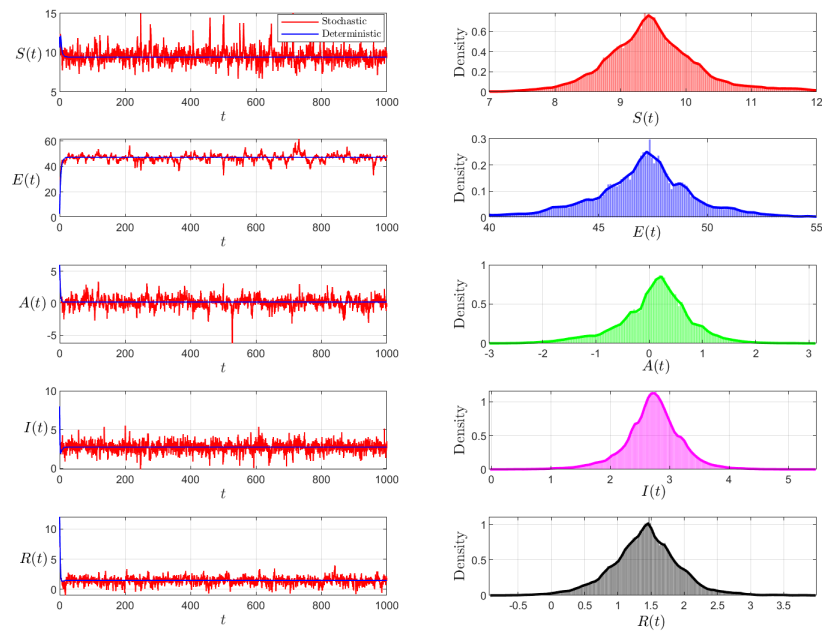 15
10
5
S(t)
Stochastic
Deterministic
0 200 400 600 800 1000
t
0.6
0.4
0.2
0
Density
7 8 9 10 11 12
S(t)
60
40
20
0
E(t)
0 200 400 600 800 1000
t
0.3
0.2
0.1
0
Density
40 45 50 55
E(t)
5
0
-5
A(t)
0 200 400 600 800 1000
t
1
0.5
0
Density
-3 -2 -1 0 1 2 3
A(t)
10
5
0
I(t)
0 200 400 600 800 1000
t
1
0.5
0
Density
0 1 2 3 4 5
I(t)
10
5
0
R(t)
0 200 400 600 800 1000
t
1
0.5
0
Density
-0.5 0 0.5 1 1.5 2 2.5 3 3.5
R(t)